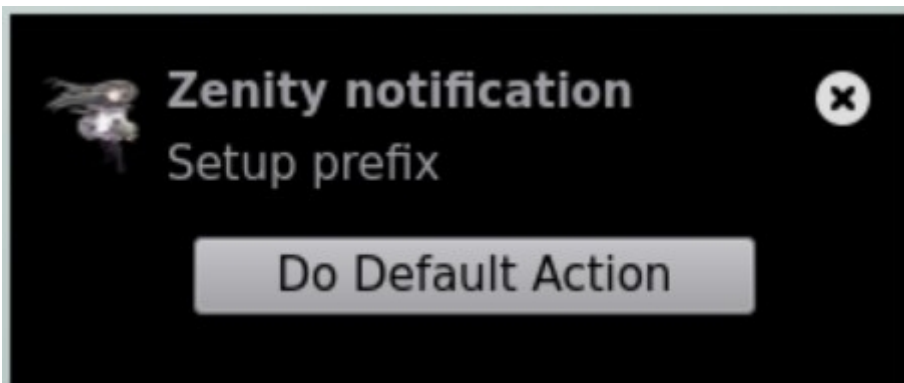 Zenity notification
Setup prefix
Do Default Action